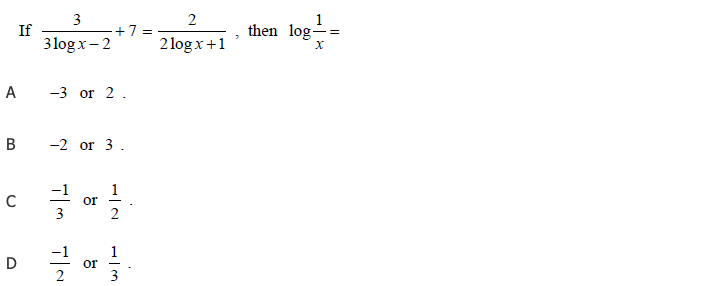 If 3/(3 log x − 2) + 7 = 2/(2 log x + 1) , then log 1/x =
A −3 or 2 .
B −2 or 3 .
C −1/3 or 1/2 .
D −1/2 or 1/3 .